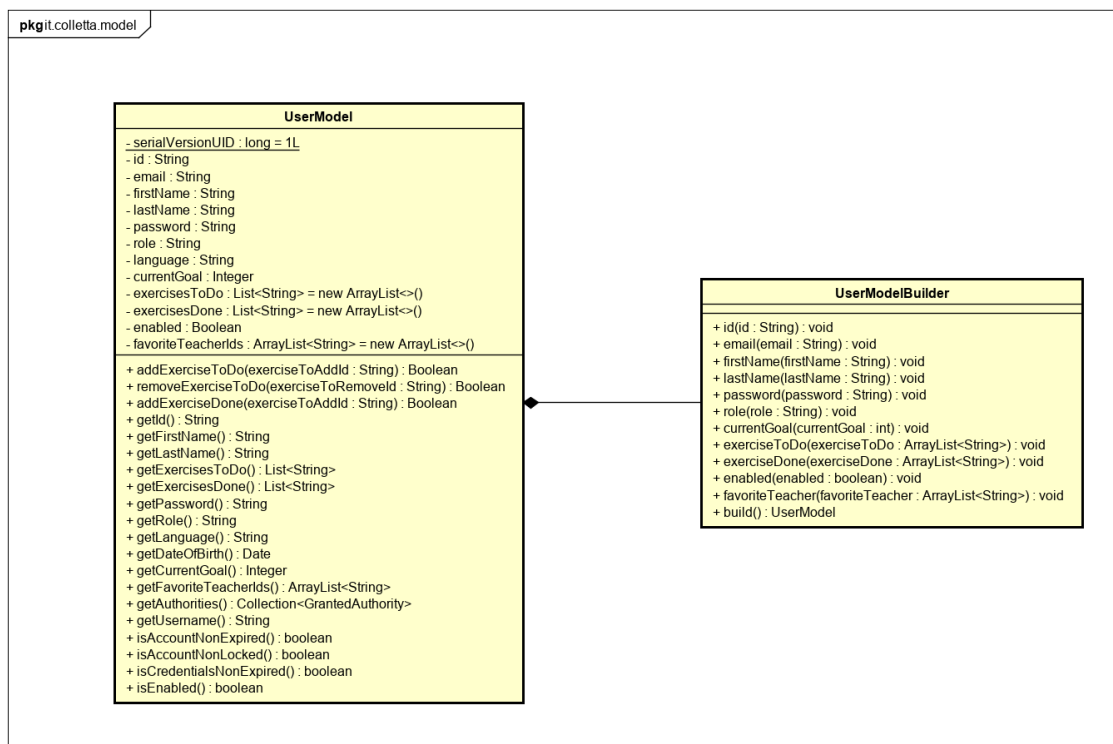 pkg it.colletta.model
UserModel
- serialVersionUID : long = 1L
- id : String
- email : String
- firstName : String
- lastName : String
- password : String
- role : String
- language : String
- currentGoal : Integer
- exercisesToDo : List<String> = new ArrayList<>()
- exercisesDone : List<String> = new ArrayList<>()
- enabled : Boolean
- favoriteTeacherIds : ArrayList<String> = new ArrayList<>()
+ addExerciseToDo(exerciseToAddId : String) : Boolean
+ removeExerciseToDo(exerciseToRemoveId : String) : Boolean
+ addExerciseDone(exerciseToAddId : String) : Boolean
+ getId() : String
+ getFirstName() : String
+ getLastName() : String
+ getExercisesToDo() : List<String>
+ getExercisesDone() : List<String>
+ getPassword() : String
+ getRole() : String
+ getLanguage() : String
+ getDateOfBirth() : Date
+ getCurrentGoal() : Integer
+ getFavoriteTeacherIds() : ArrayList<String>
+ getAuthorities() : Collection<GrantedAuthority>
+ getUsername() : String
+ isAccountNonExpired() : boolean
+ isAccountNonLocked() : boolean
+ isCredentialsNonExpired() : boolean
+ isEnabled() : boolean
UserModelBuilder
+ id(id : String) : void
+ email(email : String) : void
+ firstName(firstName : String) : void
+ lastName(lastName : String) : void
+ password(password : String) : void
+ role(role : String) : void
+ currentGoal(currentGoal : int) : void
+ exerciseToDo(exerciseToDo : ArrayList<String>) : void
+ exerciseDone(exerciseDone : ArrayList<String>) : void
+ enabled(enabled : boolean) : void
+ favoriteTeacher(favoriteTeacher : ArrayList<String>) : void
+ build() : UserModel